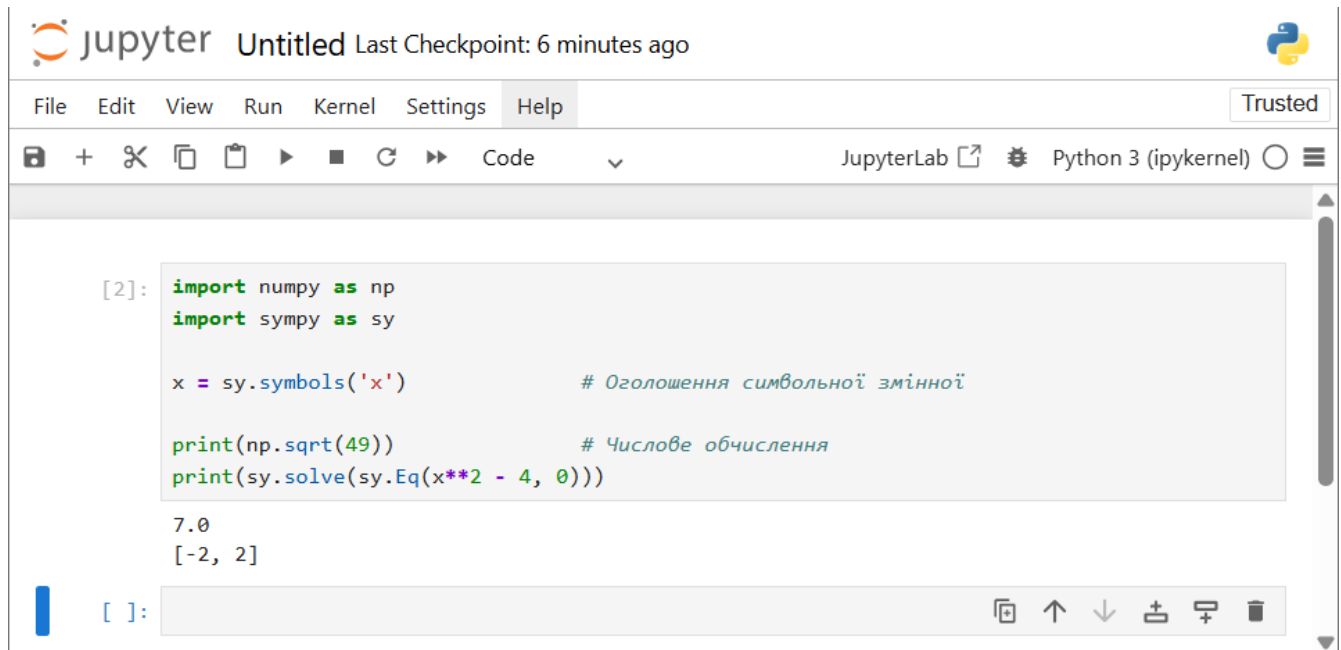 jupyter Untitled Last Checkpoint: 6 minutes ago
File Edit View Run Kernel Settings Help Trusted
Code JupyterLab Python 3 (ipykernel)
[2]: import numpy as np
import sympy as sy
x = sy.symbols('x') # Оголошення символьної змінної
print(np.sqrt(49)) # Числове обчислення
print(sy.solve(sy.Eq(x**2 - 4, 0)))
7.0
[-2, 2]
[ ]: